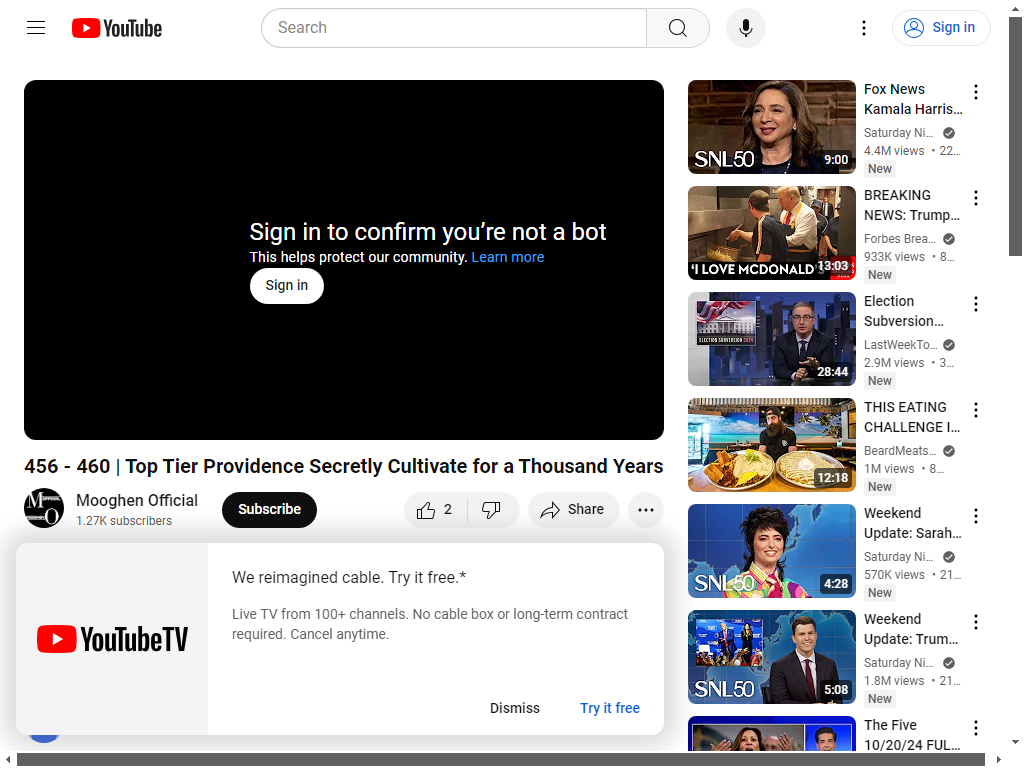 YouTube
Search
Sign in
Sign in to confirm you’re not a bot
This helps protect our community. Learn more
Sign in
456 - 460 | Top Tier Providence Secretly Cultivate for a Thousand Years
Mooghen Official
1.27K subscribers
Subscribe
2
Share
We reimagined cable. Try it free.*
Live TV from 100+ channels. No cable box or long-term contract
required. Cancel anytime.
YouTubeTV
Dismiss
Try it free
SNL50
9:00
Fox News
Kamala Harris…
Saturday Ni…
4.4M views • 22…
New
'I LOVE MCDONALD'S
13:03
BREAKING
NEWS: Trump…
Forbes Brea…
933K views • 8…
New
ELECTION SUBVERSION 2024
28:44
Election
Subversion…
LastWeekTo…
2.9M views • 3…
New
12:18
THIS EATING
CHALLENGE I…
BeardMeats…
1M views • 8…
New
SNL50
4:28
Weekend
Update: Sarah…
Saturday Ni…
570K views • 21…
New
SNL50
5:08
Weekend
Update: Trum…
Saturday Ni…
1.8M views • 21…
New
The Five
10/20/24 FUL…